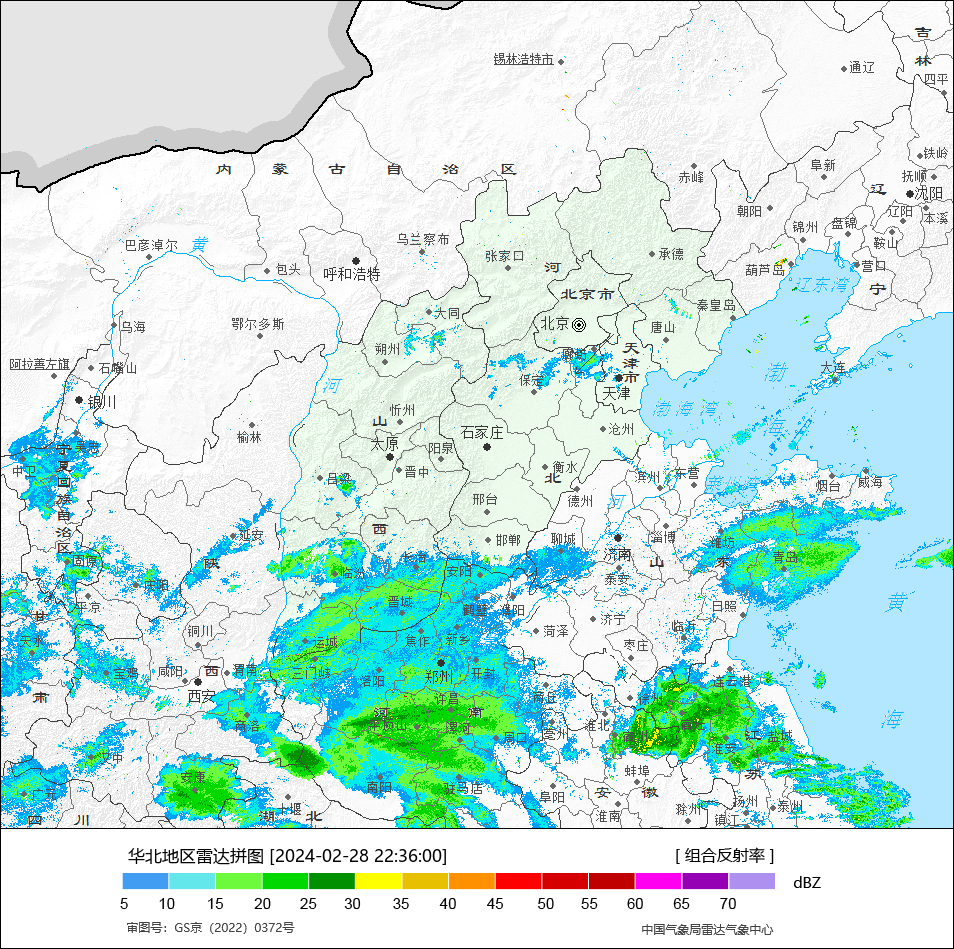 吉
锡林浩特市
林
通辽
四平
内蒙古自治区
铁岭
阜新
赤峰
抚顺
辽
沈阳
朝阳
辽阳
本溪
锦州
盘锦
鞍山
黄
巴彦淖尔
乌兰察布
张家口
承德
河
葫芦岛
营口
包头
呼和浩特
辽东湾
宁
北京市
北京
秦皇岛
大同
乌海
鄂尔多斯
唐山
朔州
廊坊
天
津
市
阿拉善左旗
石嘴山
保定
天津
渤
大连
河
银川
忻州
渤海湾
山
沧州
海
榆林
太原
阳泉
石家庄
宁
夏
回
族
自
治
区
中卫
吕梁
晋中
衡水
北
滨州
东营
烟台
威海
邢台
德州
河
西
延安
邯郸
聊城
济南
淄博
潍坊
固原
陕
临汾
长治
安阳
山
东
青岛
泰安
庆阳
平凉
甘
晋城
鹤壁
濮阳
日照
黄
济宁
铜川
运城
焦作
新乡
菏泽
临沂
天水
枣庄
宝鸡
咸阳
西
渭南
三门峡
洛阳
郑州
开封
肃
西安
连云港
商丘
许昌
河
南
商洛
平顶山
漯河
周口
淮北
亳州
宿迁
海
江
盐城
淮安
汉中
安康
南阳
驻马店
蚌埠
苏
广元
十堰
阜阳
安
徽
扬州
泰州
滁州
淮南
镇江
四川
湖北
华北地区雷达拼图 [2024-02-28 22:36:00]
[ 组合反射率 ]
5 10 15 20 25 30 35 40 45 50 55 60 65 70 dBZ
审图号：GS京（2022）0372号
中国气象局雷达气象中心